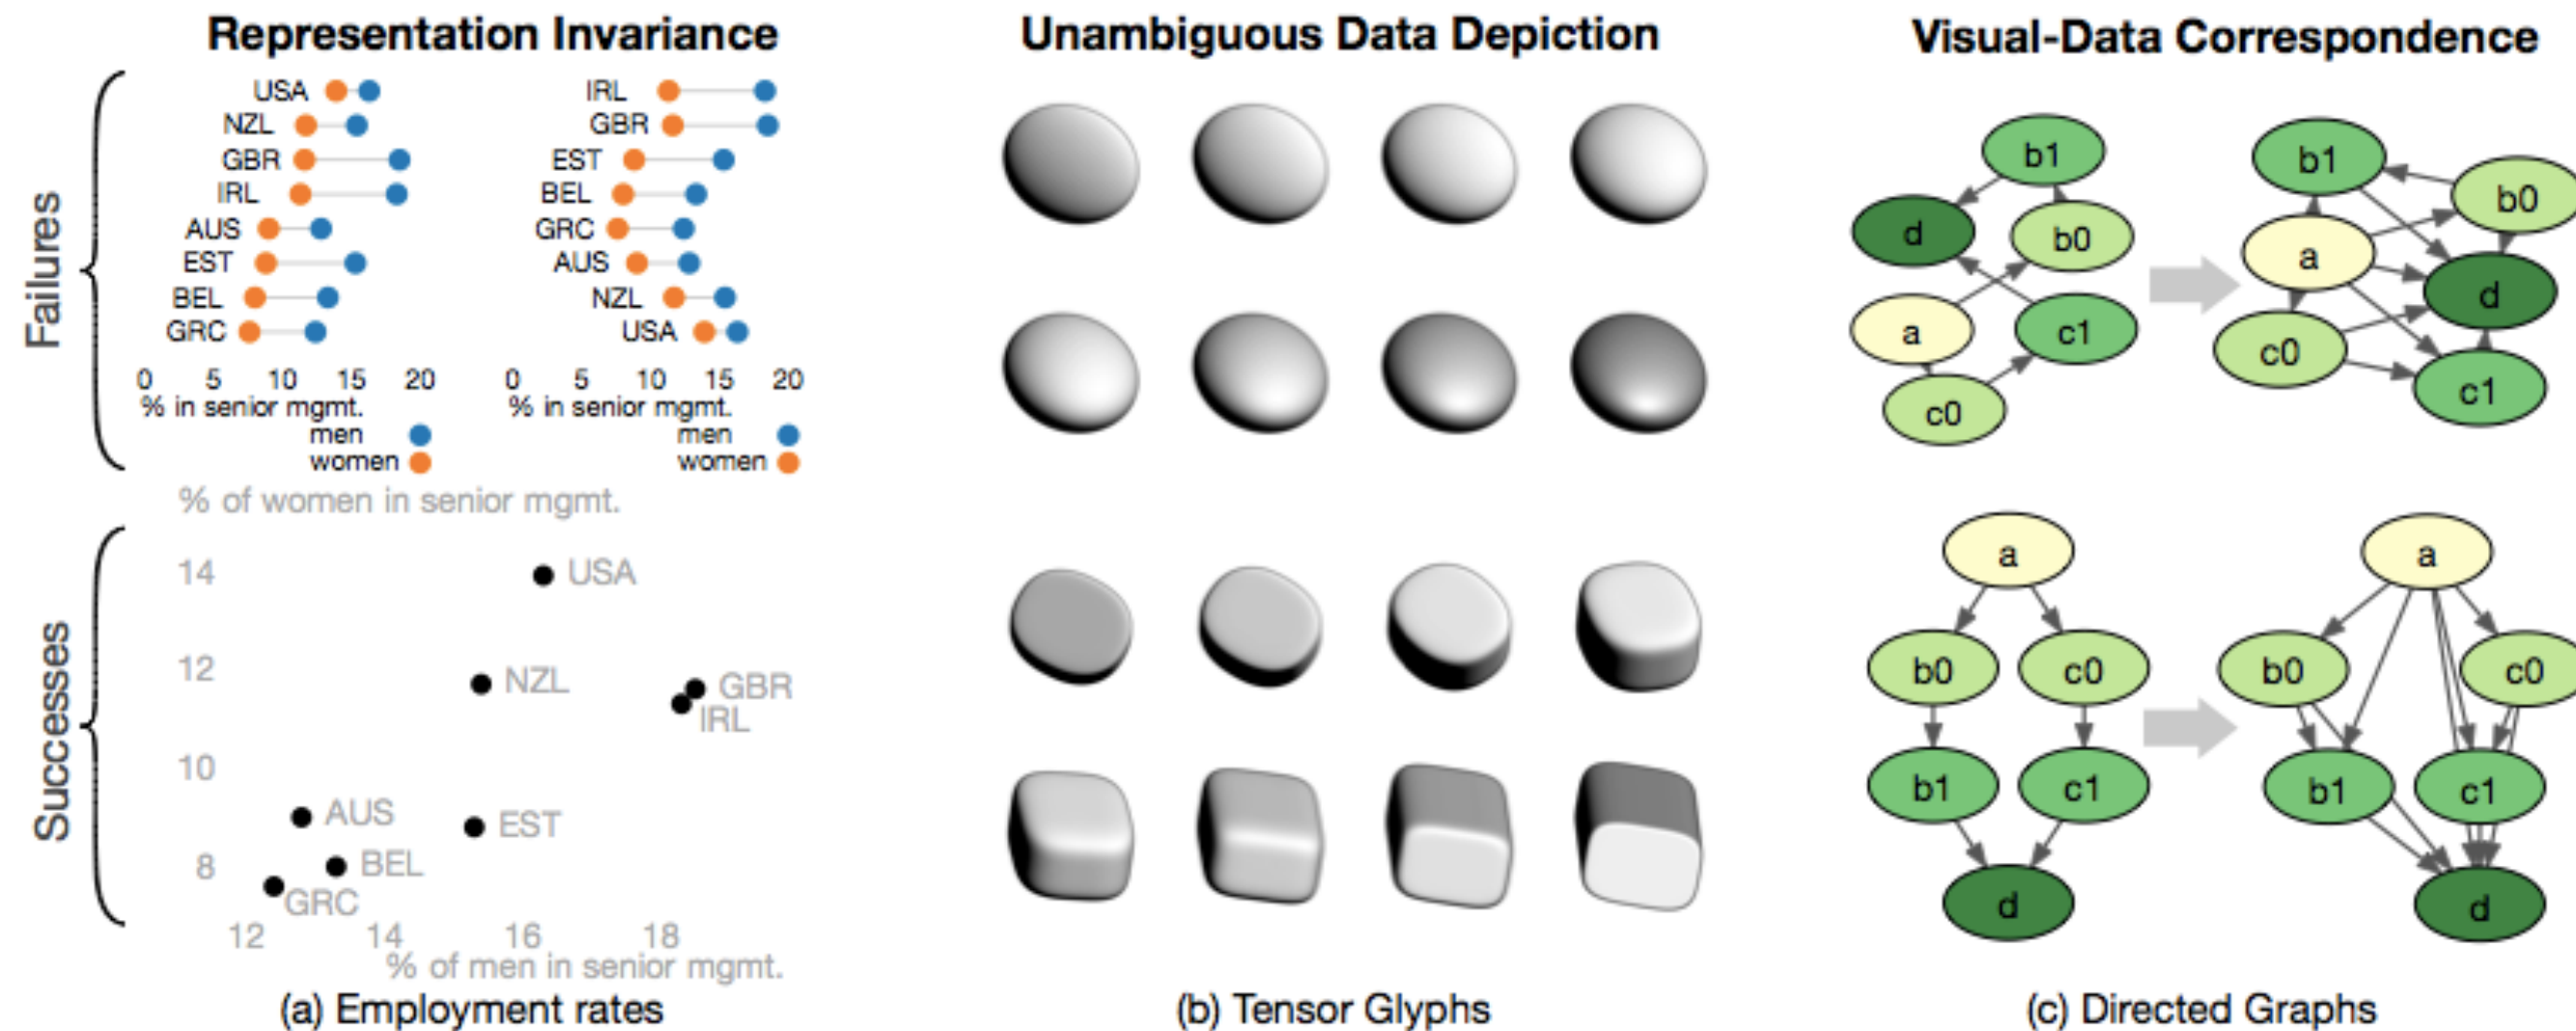 Representation Invariance
Unambiguous Data Depiction
Visual-Data Correspondence
Failures
USA
NZL
GBR
IRL
AUS
EST
BEL
GRC
0 5 10 15 20
% in senior mgmt.
men
women
IRL
GBR
EST
BEL
GRC
AUS
NZL
USA
0 5 10 15 20
% in senior mgmt.
men
women
b1
d
b0
a
c1
c0
b1
b0
a
d
c0
c1
Successes
% of women in senior mgmt.
14
12
10
8
USA
NZL
GBR
IRL
AUS
EST
BEL
GRC
12 14 16 18
% of men in senior mgmt.
a
b0 c0
b1 c1
d
a
b0 c0
b1 c1
d
(a) Employment rates
(b) Tensor Glyphs
(c) Directed Graphs